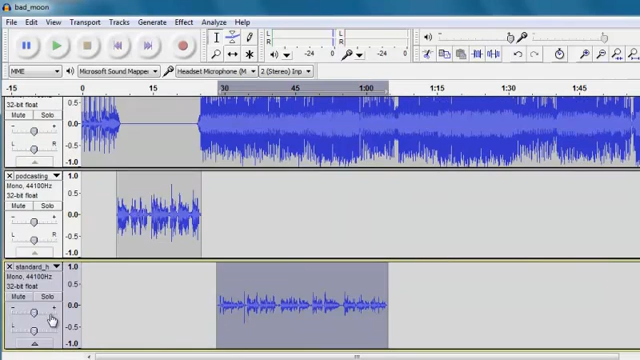 bad_moon
File Edit View Transport Tracks Generate Effect Analyze Help
L R -24 0 L R -24 0
MME Microsoft Sound Mapper Headset Microphone (M 2 (Stereo) Inp
-15 0 15 30 45 1:00 1:15 1:30 1:45
32-bit float
Mute Solo
- +
L R
0.5
0.0
-0.5
-1.0
podcasting
Mono, 44100Hz
32-bit float
Mute Solo
- +
L R
1.0
0.5
0.0
-0.5
-1.0
standard_h
Mono, 44100Hz
32-bit float
Mute Solo
- +
L
1.0
0.5
0.0
-0.5
-1.0